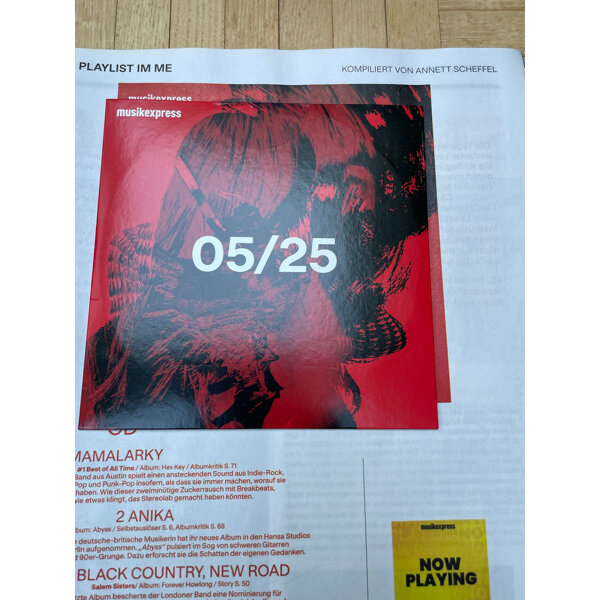 PLAYLIST IM ME
KOMPILIERT VON ANNETT SCHEFFEL
musikexpress
musikexpress
05/25
CD
MAMALARKY
#1 Best of All Time / Album: Hex Key / Albumkritik S. 71
Band aus Austin spielt einen ansteckenden Sound aus Indie-Rock,
Pop und Punk-Pop insofern, als dass sie immer machen, worauf sie
haben. Wie dieser zweiminütige Zuckerrausch mit Breakbeats,
wie etwas klingt, das Stereolab gemacht haben könnten.
2 ANIKA
Album: Abyss / Selbstauslöser S. 6, Albumkritik S. 68
deutsche-britische Musikerin hat ihr neues Album in den Hansa Studios
aufgenommen. „Abyss" pulsiert im Sog von schweren Gitarren
90er-Grunge. Dazu erforscht sie die Schatten der eigenen Gedanken.
BLACK COUNTRY, NEW ROAD
Salem Sisters / Album: Forever Howlong / Story S. 50
Album bescherte der Londoner Band eine Nominierung für
musikexpress
NOW
PLAYING